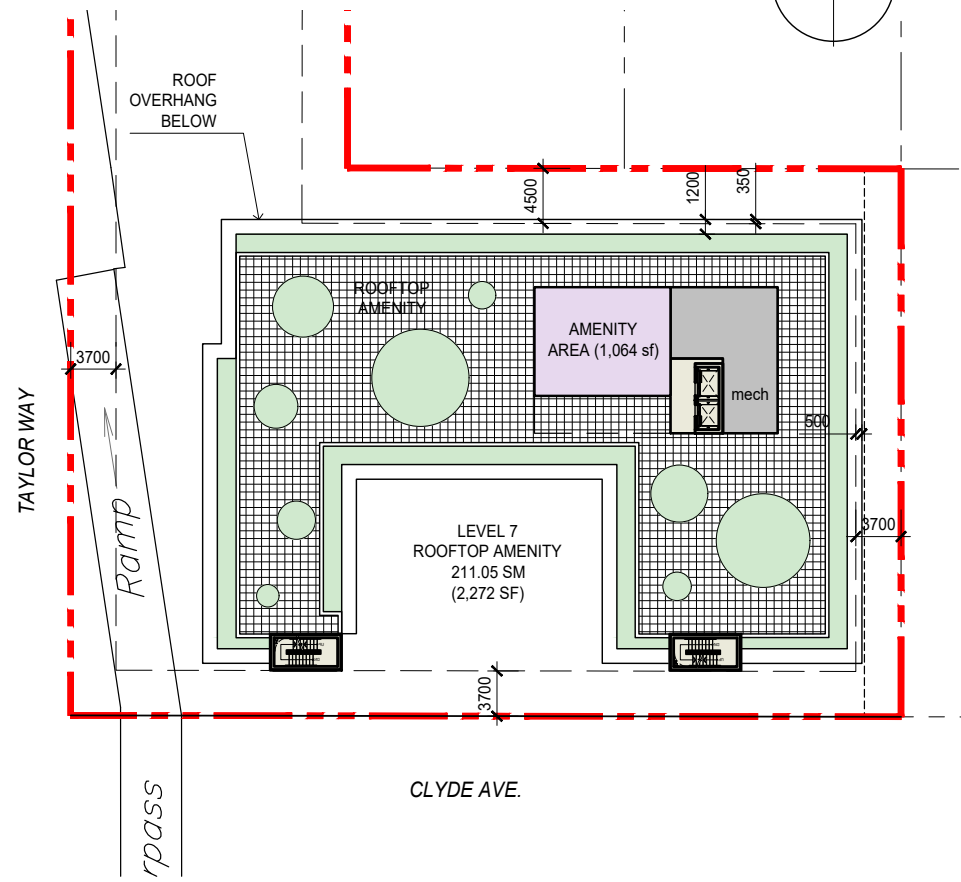 ROOF
OVERHANG
BELOW
4500
1200
350
ROOFTOP
AMENITY
AMENITY
AREA (1,064 sf)
mech
3700
500
TAYLOR WAY
Ramp
LEVEL 7
ROOFTOP AMENITY
211.05 SM
(2,272 SF)
3700
3700
CLYDE AVE.
rpass